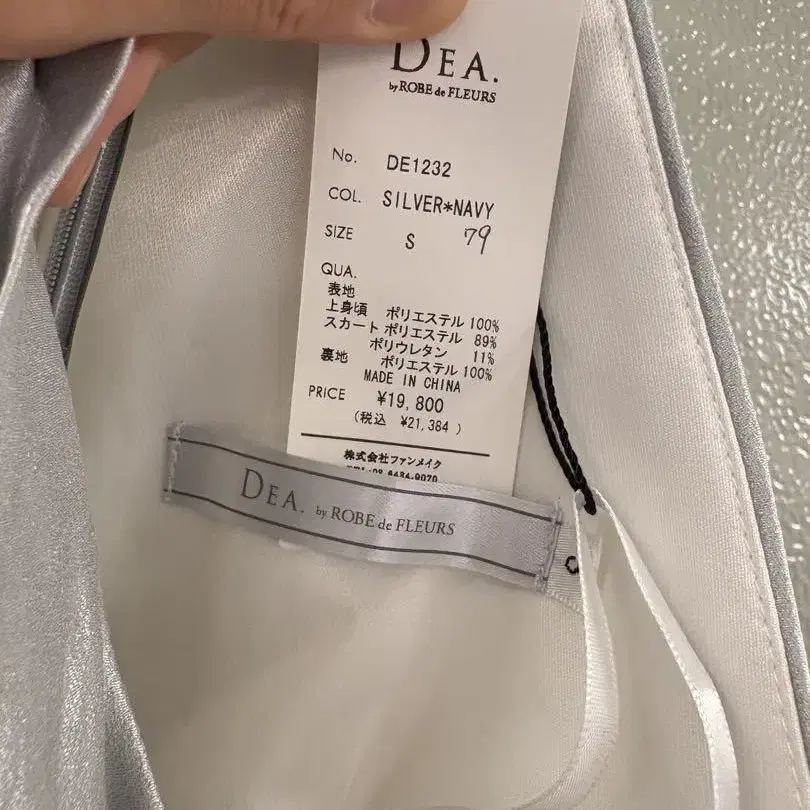 DEA.
by ROBE de FLEURS
No. DE1232
COL. SILVER*NAVY
SIZE S 79
QUA.
表地
上身頃 ポリエステル 100%
スカート ポリエステル 89%
ポリウレタン 11%
裏地 ポリエステル 100%
MADE IN CHINA
PRICE ¥19,800
(税込 ¥21,384 )
株式会社ファンメイク
DEA. by ROBE de FLEURS